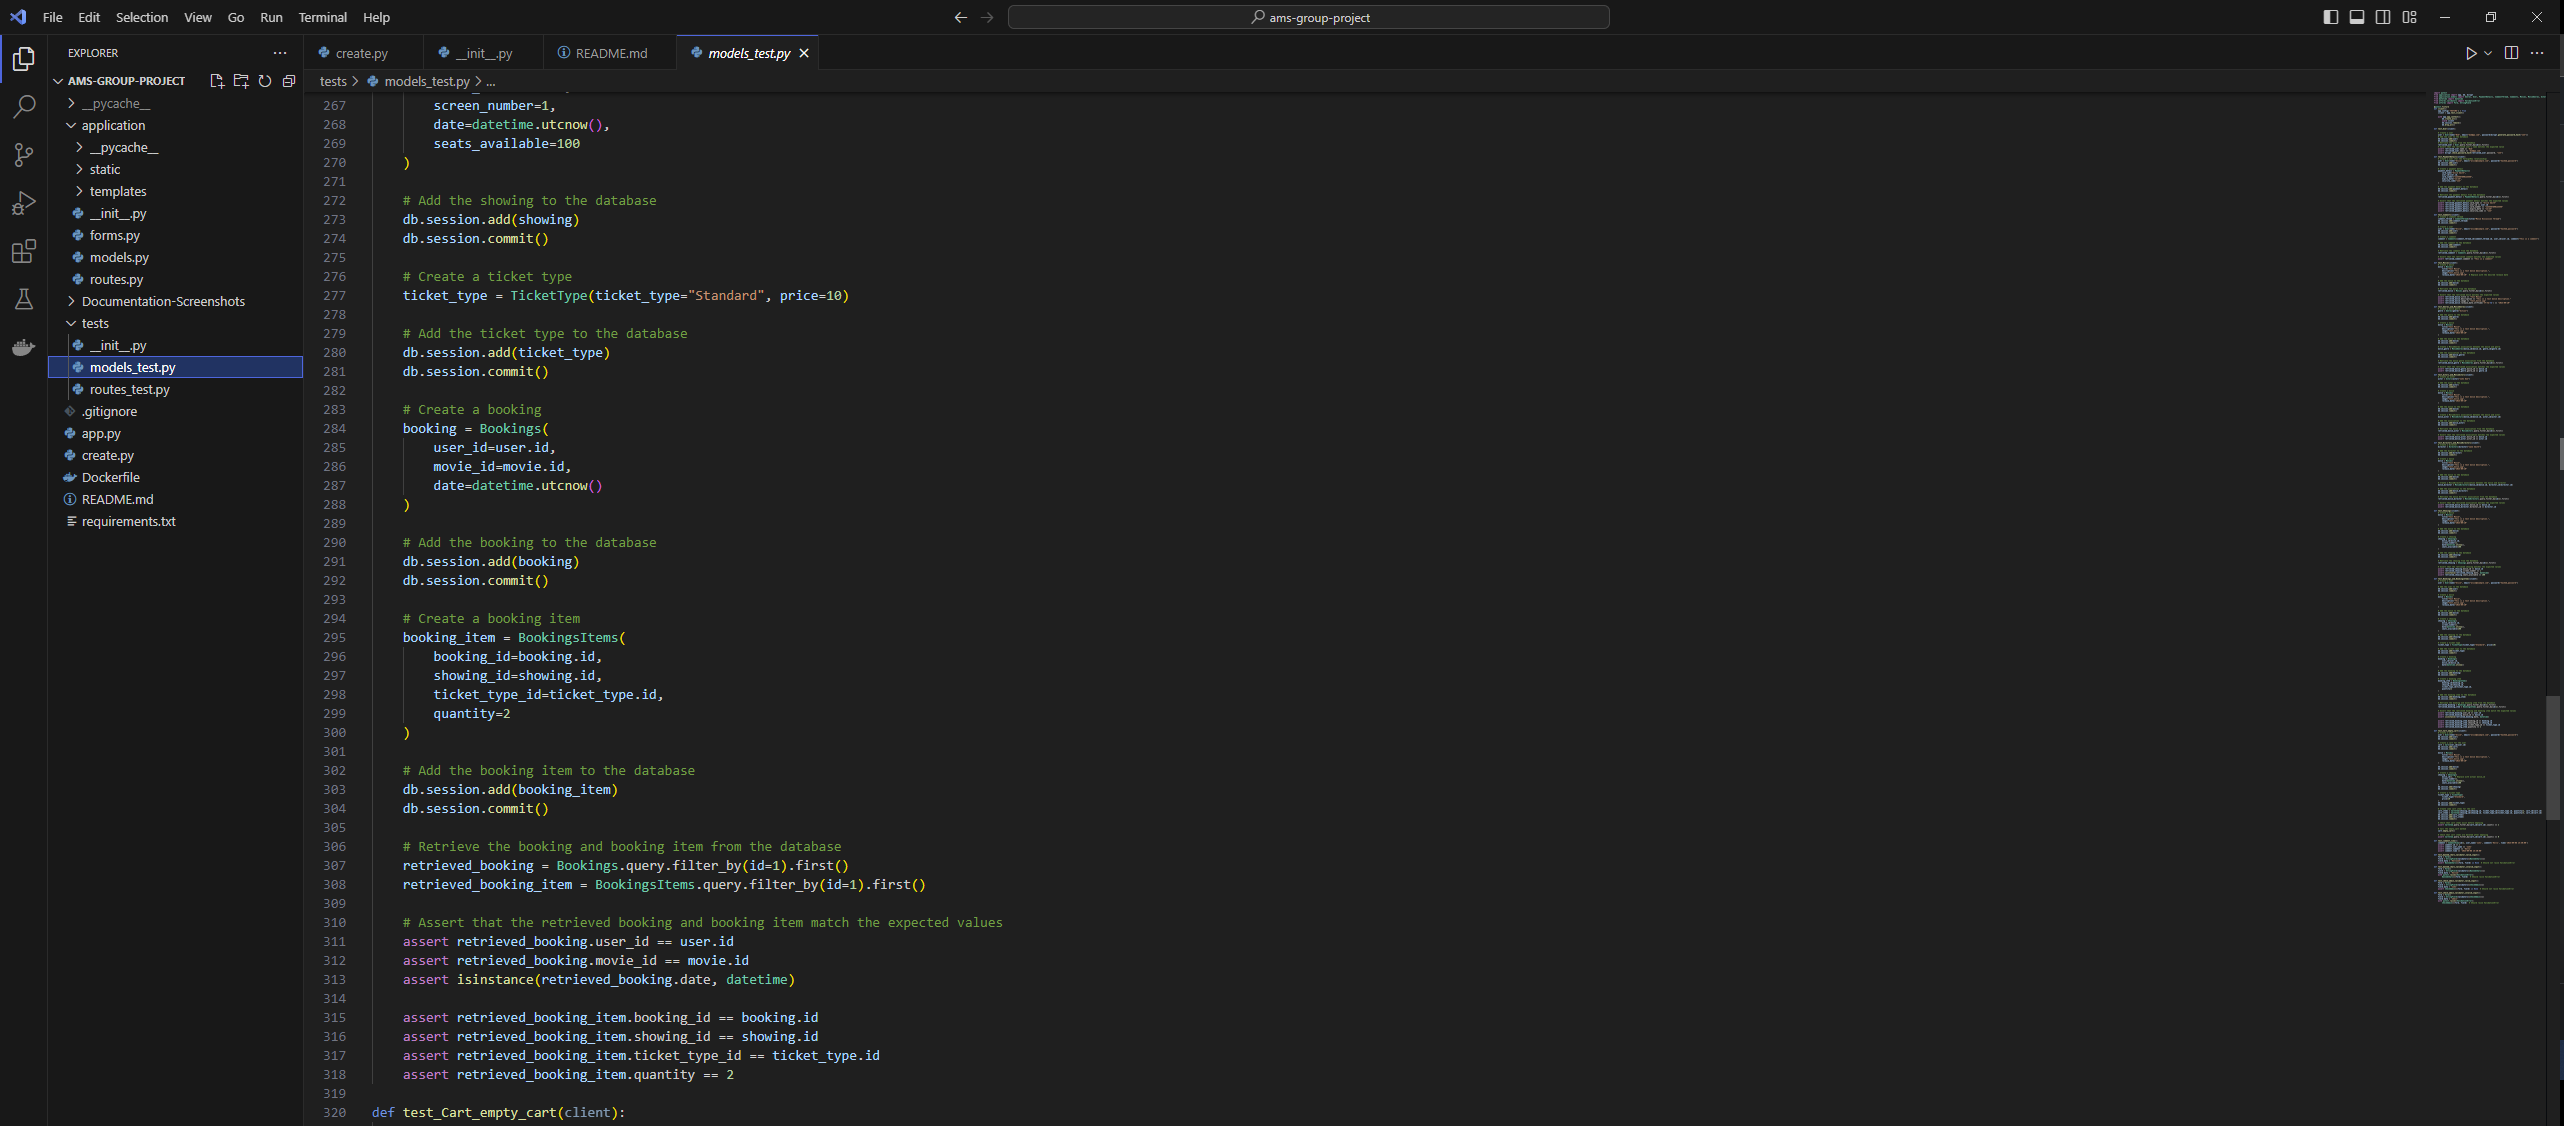 File Edit Selection View Go Run Terminal Help
ams-group-project
EXPLORER
AMS-GROUP-PROJECT
__pycache__
application
__pycache__
static
templates
__init__.py
forms.py
models.py
routes.py
Documentation-Screenshots
tests
__init__.py
models_test.py
routes_test.py
.gitignore
app.py
create.py
Dockerfile
README.md
requirements.txt
create.py __init__.py README.md models_test.py
tests > models_test.py > ...
267 screen_number=1,
268 date=datetime.utcnow(),
269 seats_available=100
270 )
271
272 # Add the showing to the database
273 db.session.add(showing)
274 db.session.commit()
275
276 # Create a ticket type
277 ticket_type = TicketType(ticket_type="Standard", price=10)
278
279 # Add the ticket type to the database
280 db.session.add(ticket_type)
281 db.session.commit()
282
283 # Create a booking
284 booking = Bookings(
285 user_id=user.id,
286 movie_id=movie.id,
287 date=datetime.utcnow()
288 )
289
290 # Add the booking to the database
291 db.session.add(booking)
292 db.session.commit()
293
294 # Create a booking item
295 booking_item = BookingsItems(
296 booking_id=booking.id,
297 showing_id=showing.id,
298 ticket_type_id=ticket_type.id,
299 quantity=2
300 )
301
302 # Add the booking item to the database
303 db.session.add(booking_item)
304 db.session.commit()
305
306 # Retrieve the booking and booking item from the database
307 retrieved_booking = Bookings.query.filter_by(id=1).first()
308 retrieved_booking_item = BookingsItems.query.filter_by(id=1).first()
309
310 # Assert that the retrieved booking and booking item match the expected values
311 assert retrieved_booking.user_id == user.id
312 assert retrieved_booking.movie_id == movie.id
313 assert isinstance(retrieved_booking.date, datetime)
314
315 assert retrieved_booking_item.booking_id == booking.id
316 assert retrieved_booking_item.showing_id == showing.id
317 assert retrieved_booking_item.ticket_type_id == ticket_type.id
318 assert retrieved_booking_item.quantity == 2
319
320 def test_Cart_empty_cart(client):